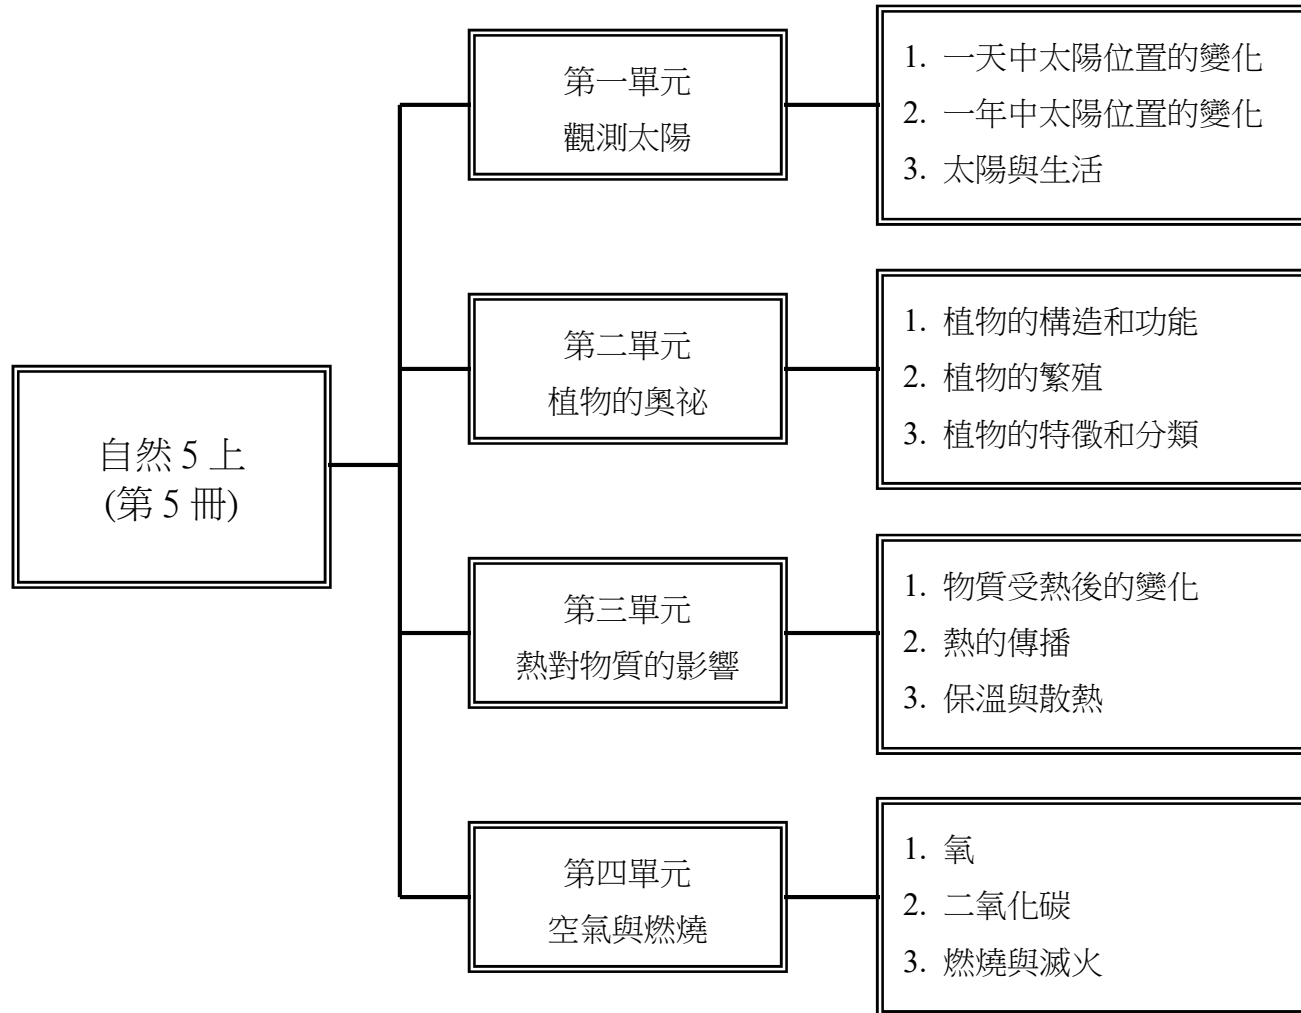 自然 5 上
(第 5 冊)
第一單元
觀測太陽
1. 一天中太陽位置的變化
2. 一年中太陽位置的變化
3. 太陽與生活
第二單元
植物的奧祕
1. 植物的構造和功能
2. 植物的繁殖
3. 植物的特徵和分類
第三單元
熱對物質的影響
1. 物質受熱後的變化
2. 熱的傳播
3. 保溫與散熱
第四單元
空氣與燃燒
1. 氧
2. 二氧化碳
3. 燃燒與滅火